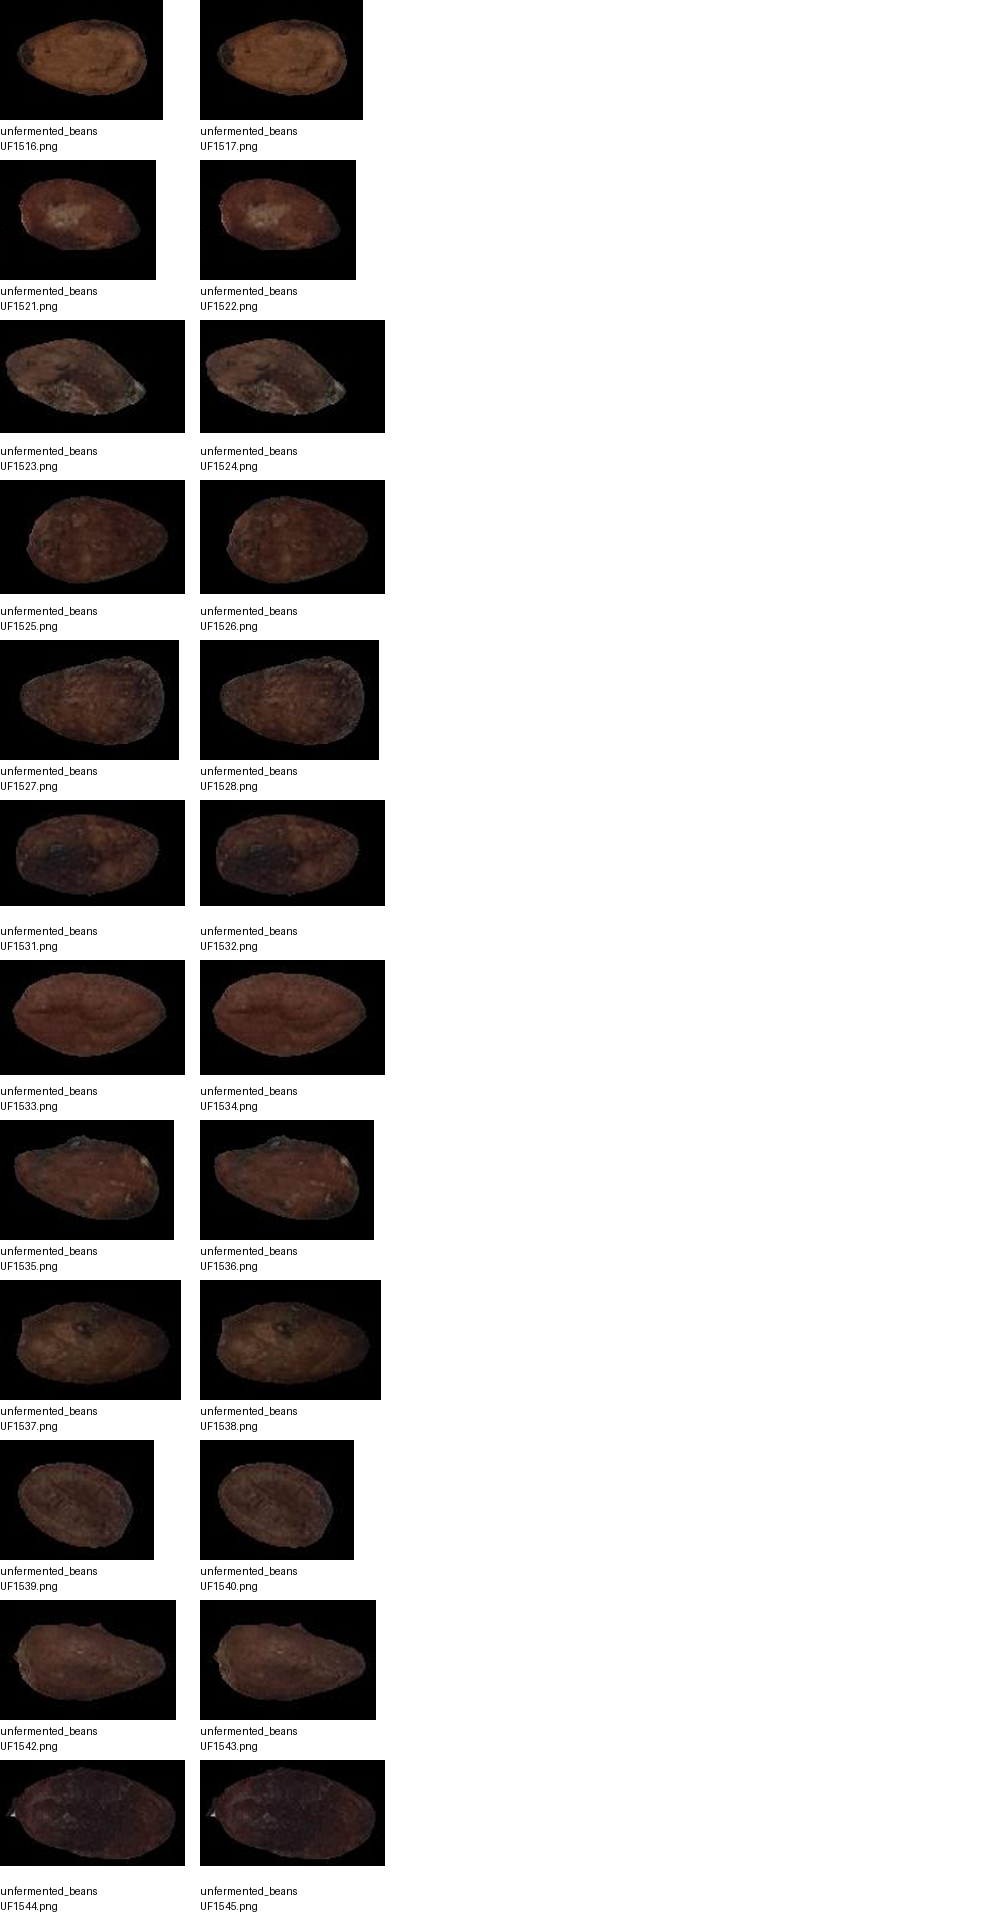 unfermented_beans
UF1516.png
unfermented_beans
UF1517.png
unfermented_beans
UF1521.png
unfermented_beans
UF1522.png
unfermented_beans
UF1523.png
unfermented_beans
UF1524.png
unfermented_beans
UF1525.png
unfermented_beans
UF1526.png
unfermented_beans
UF1527.png
unfermented_beans
UF1528.png
unfermented_beans
UF1531.png
unfermented_beans
UF1532.png
unfermented_beans
UF1533.png
unfermented_beans
UF1534.png
unfermented_beans
UF1535.png
unfermented_beans
UF1536.png
unfermented_beans
UF1537.png
unfermented_beans
UF1538.png
unfermented_beans
UF1539.png
unfermented_beans
UF1540.png
unfermented_beans
UF1542.png
unfermented_beans
UF1543.png
unfermented_beans
UF1544.png
unfermented_beans
UF1545.png